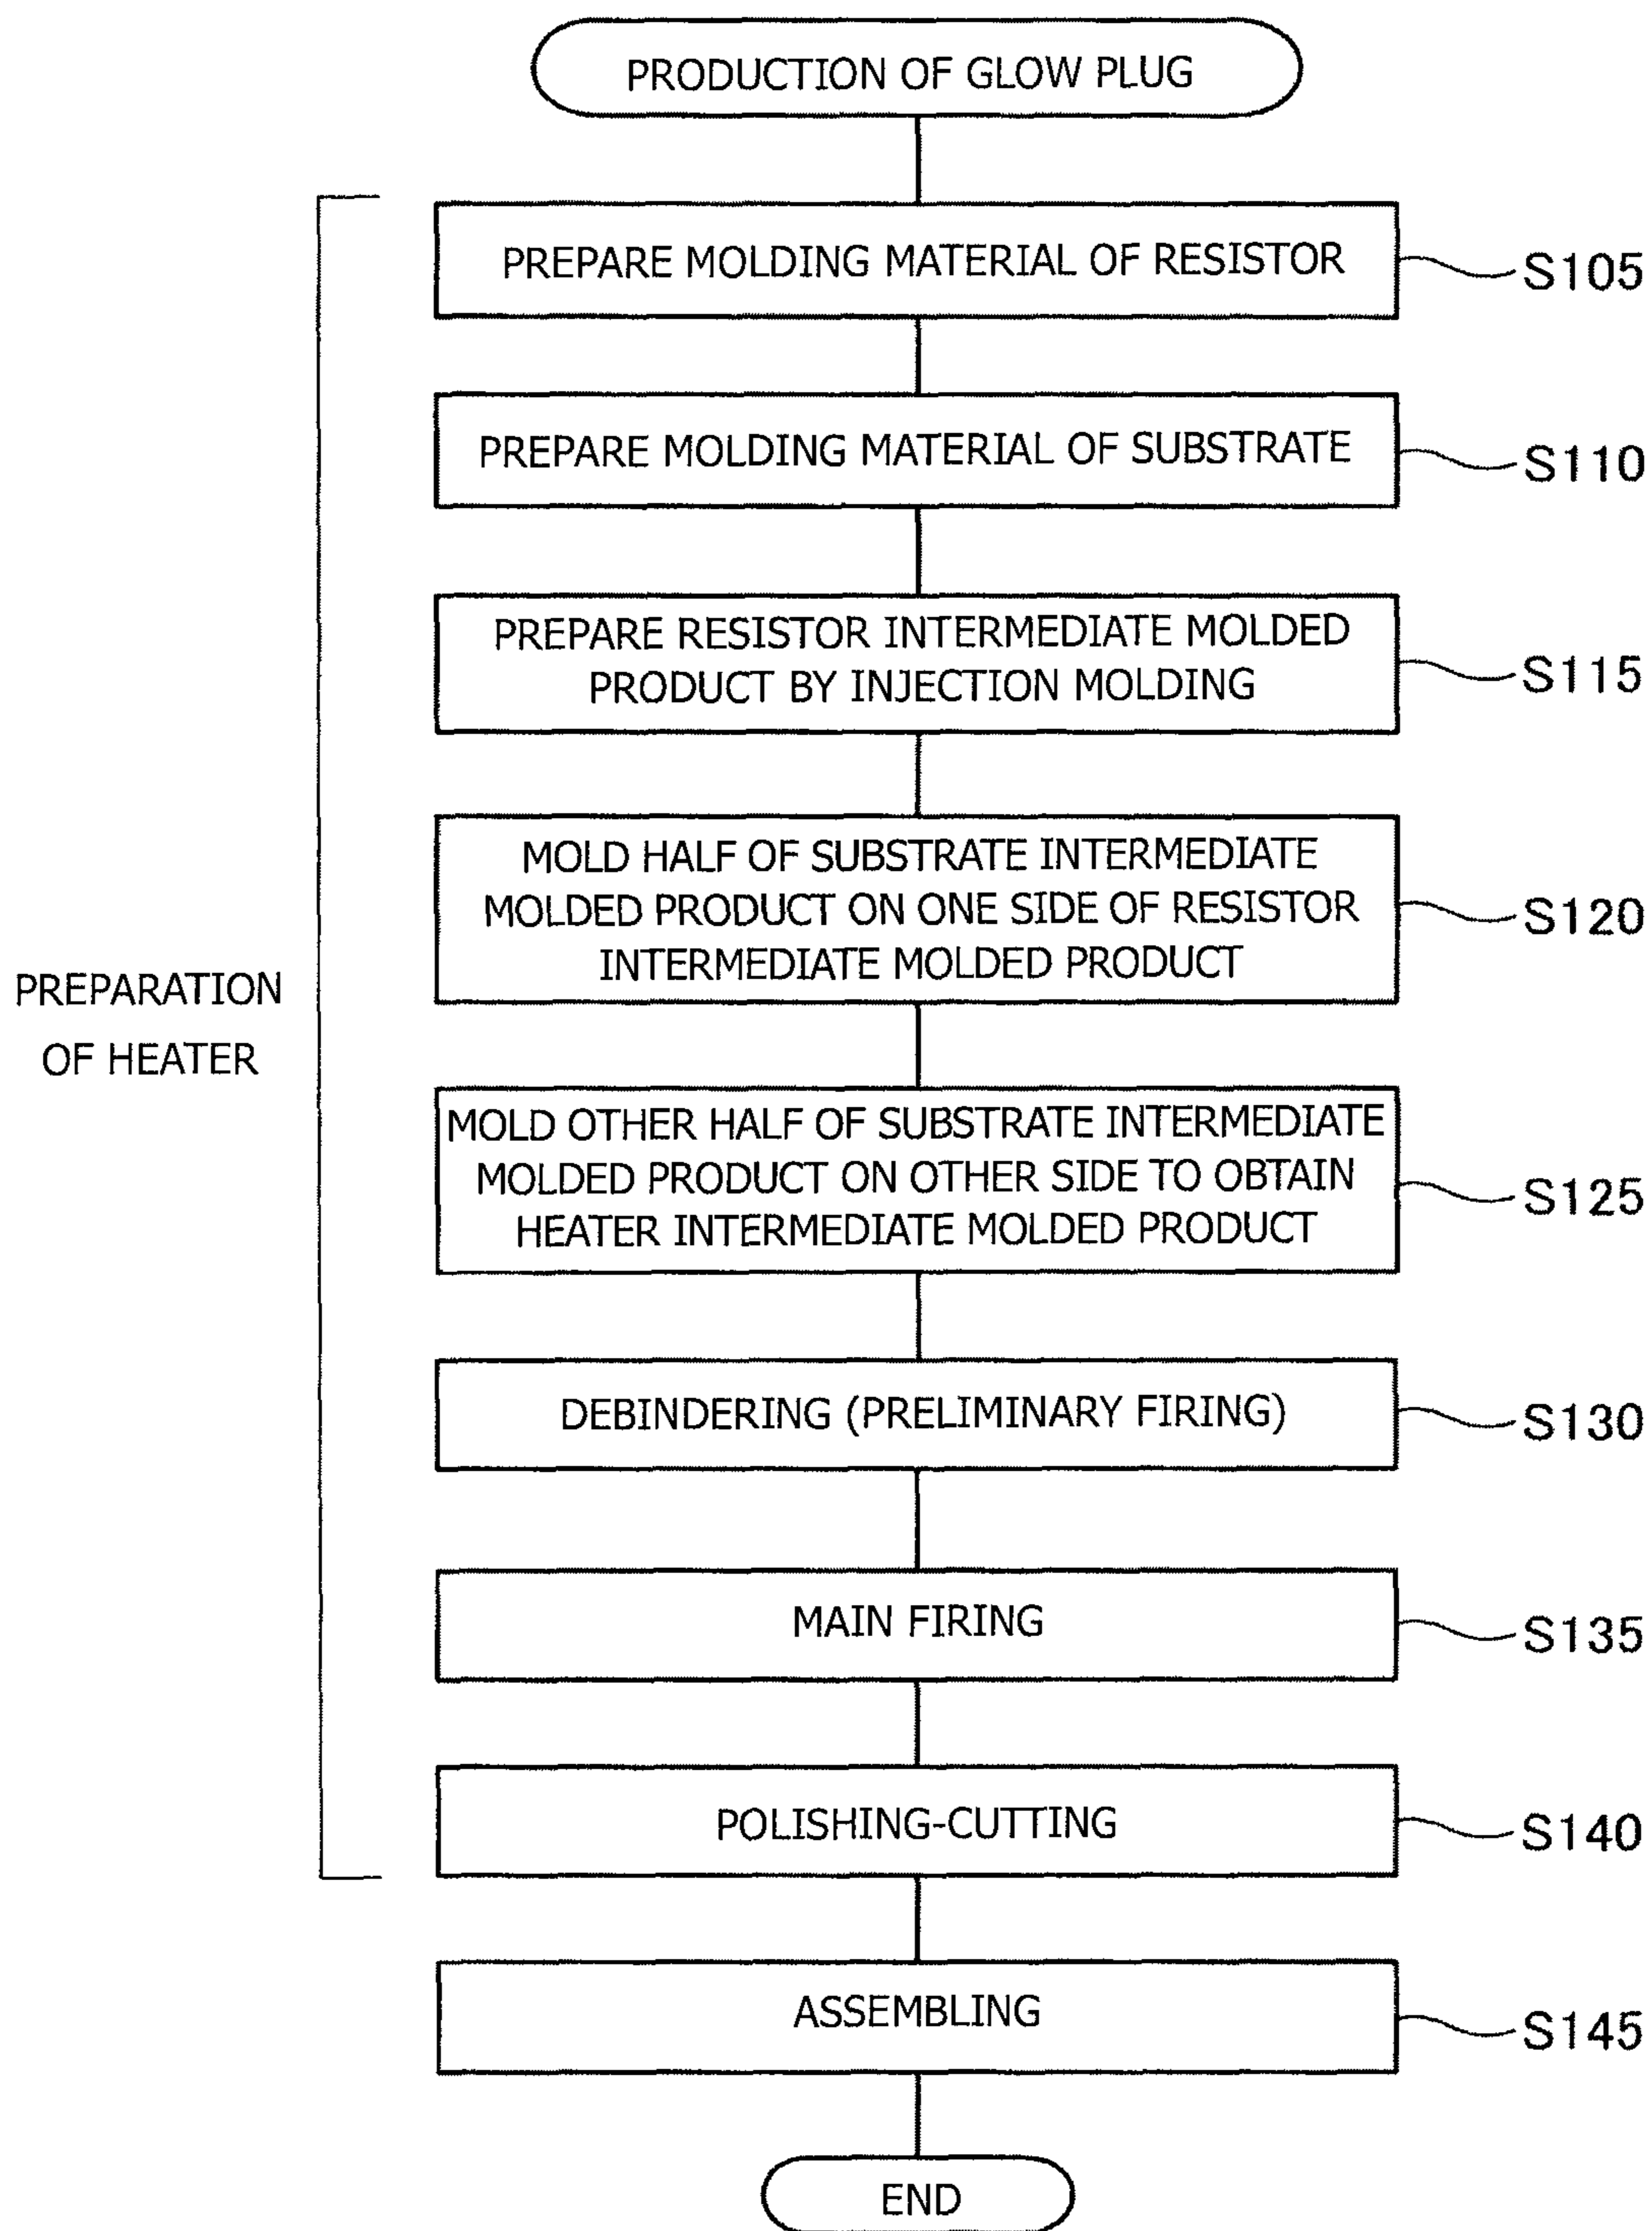 PRODUCTION OF GLOW PLUG
PREPARE MOLDING MATERIAL OF RESISTOR
S105
PREPARE MOLDING MATERIAL OF SUBSTRATE
S110
PREPARE RESISTOR INTERMEDIATE MOLDED
PRODUCT BY INJECTION MOLDING
S115
MOLD HALF OF SUBSTRATE INTERMEDIATE
MOLDED PRODUCT ON ONE SIDE OF RESISTOR
INTERMEDIATE MOLDED PRODUCT
S120
PREPARATION
OF HEATER
MOLD OTHER HALF OF SUBSTRATE INTERMEDIATE
MOLDED PRODUCT ON OTHER SIDE TO OBTAIN
HEATER INTERMEDIATE MOLDED PRODUCT
S125
DEBINDERING (PRELIMINARY FIRING)
S130
MAIN FIRING
S135
POLISHING-CUTTING
S140
ASSEMBLING
S145
END